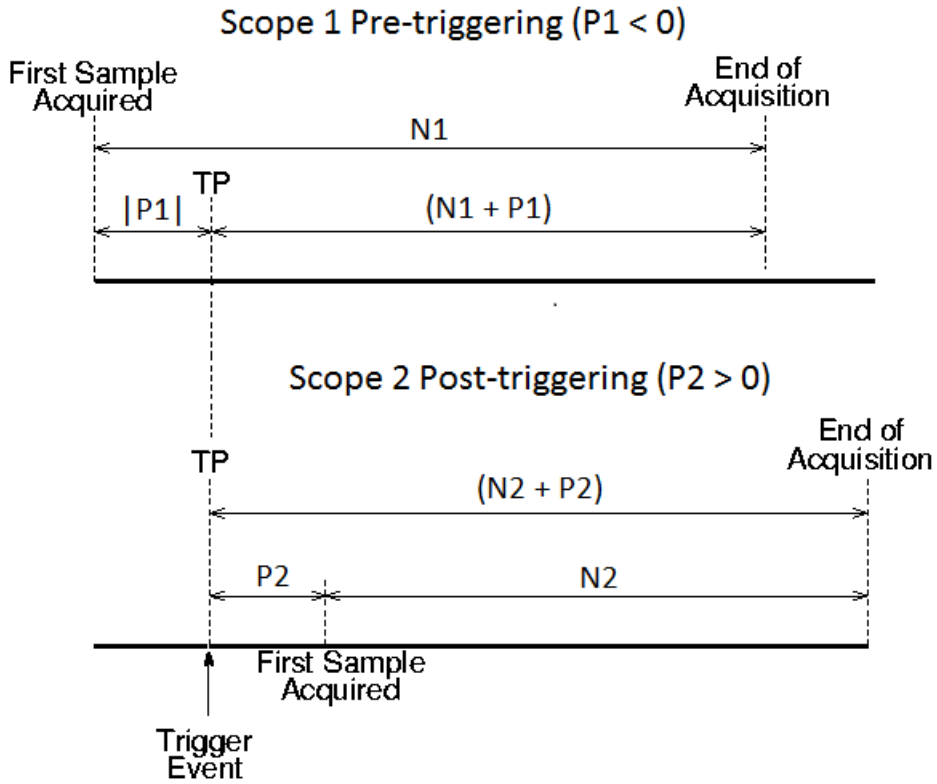 Scope 1 Pre-triggering (P1 < 0)
First Sample
Acquired
End of
Acquisition
N1
TP
|P1|
(N1 + P1)
Scope 2 Post-triggering (P2 > 0)
TP
End of
Acquisition
(N2 + P2)
P2
N2
First Sample
Acquired
Trigger
Event